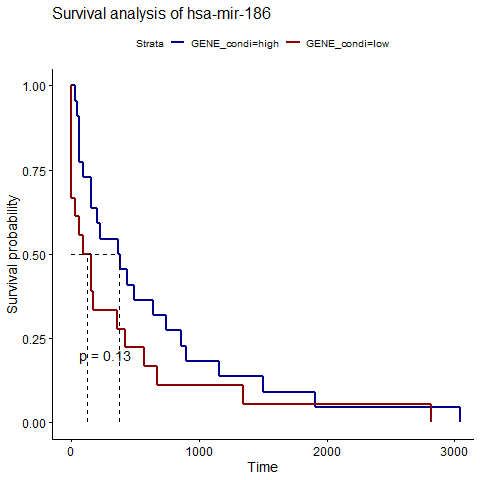 Survival analysis of hsa-mir-186
Strata GENE_condi=high GENE_condi=low
Survival probability
1.00
0.75
0.50
0.25
0.00
p = 0.13
0 1000 2000 3000
Time